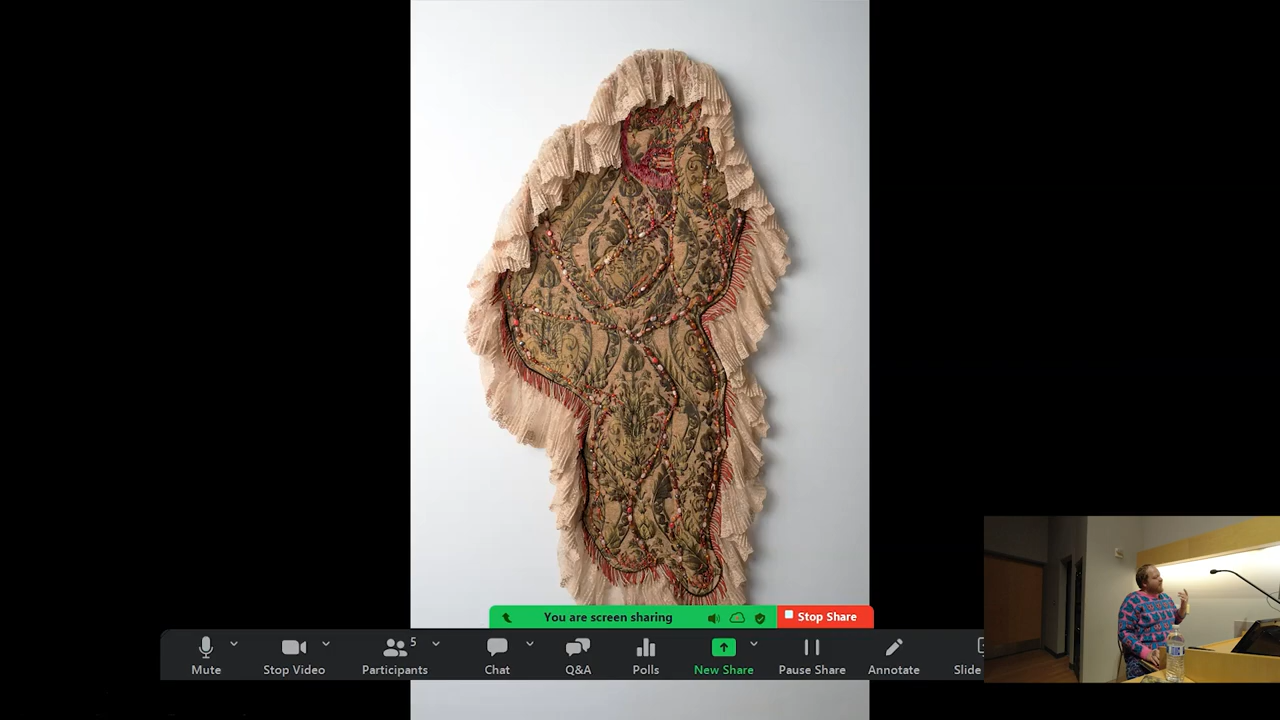 You are screen sharing
Stop Share
Mute
Stop Video
Participants
5
Chat
Q&A
Polls
New Share
Pause Share
Annotate
Slide